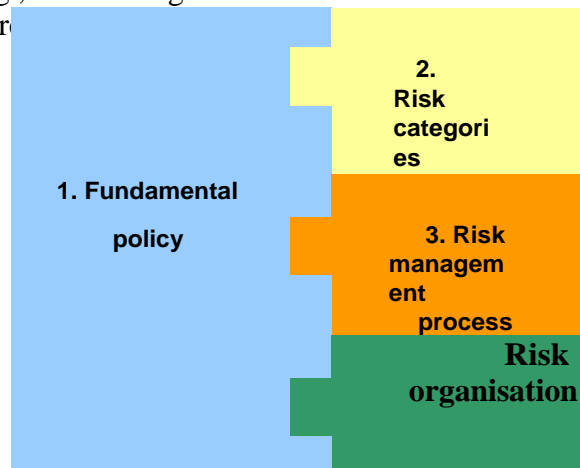 1. Fundamental
policy
2.
Risk
categori
es
3. Risk
managem
ent
process
Risk
organisation